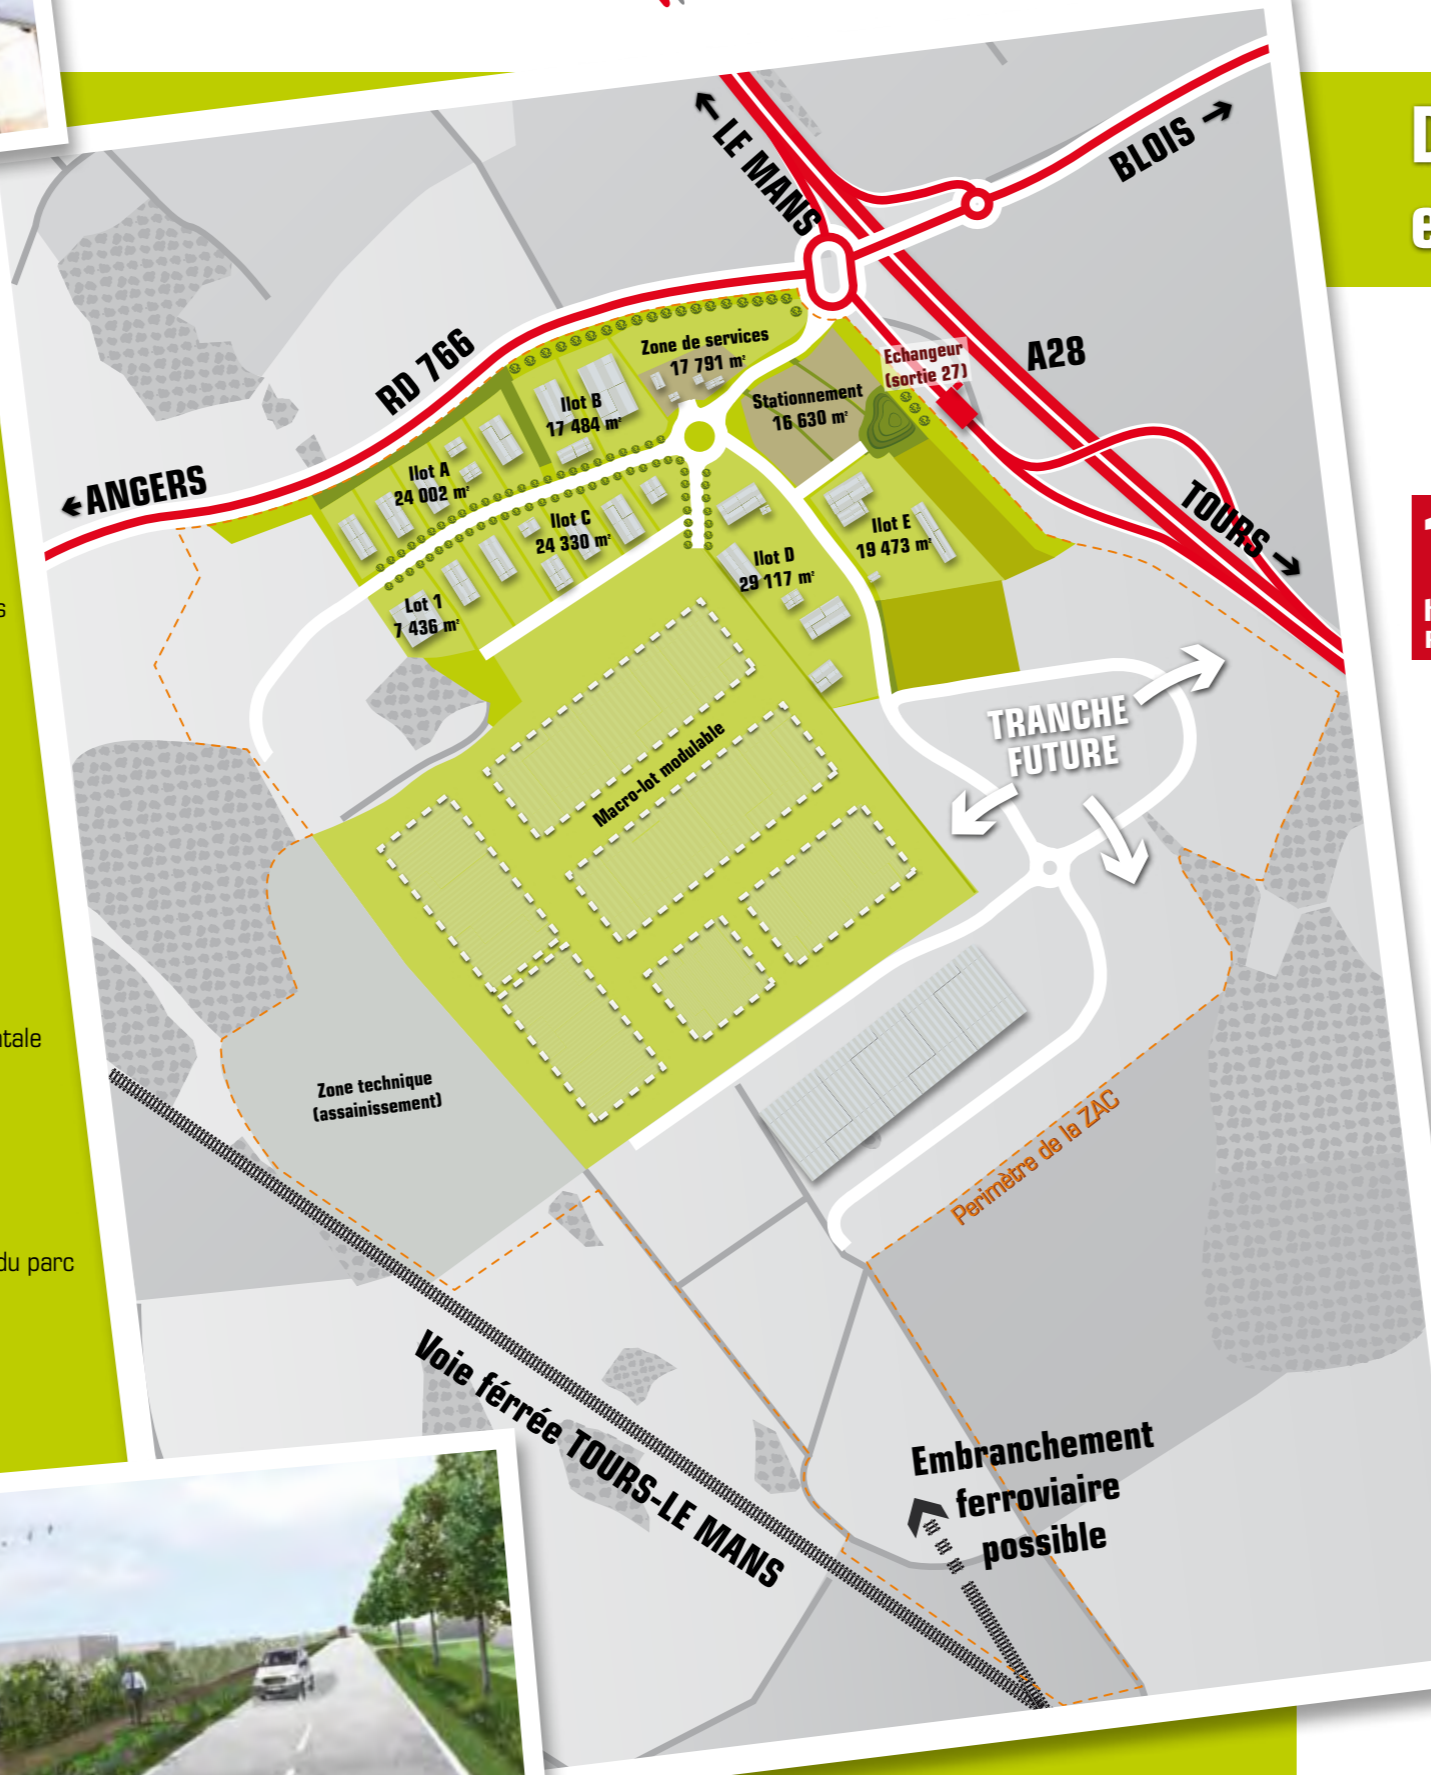 ← LE MANS
BLOIS →
RD 766
← ANGERS
A28
Echangeur
(sortie 27)
TOURS →
Zone de services
17 791 m²
Stationnement
16 630 m²
Ilot B
17 484 m²
Ilot A
24 002 m²
Ilot C
24 330 m²
Ilot E
19 473 m²
Ilot D
29 117 m²
Lot 1
7 436 m²
Macro-lot modulable
TRANCHE
FUTURE
Zone technique
(assainissement)
Perimètre de la ZAC
Voie férrée TOURS-LE MANS
Embranchement
ferroviaire
possible
du parc